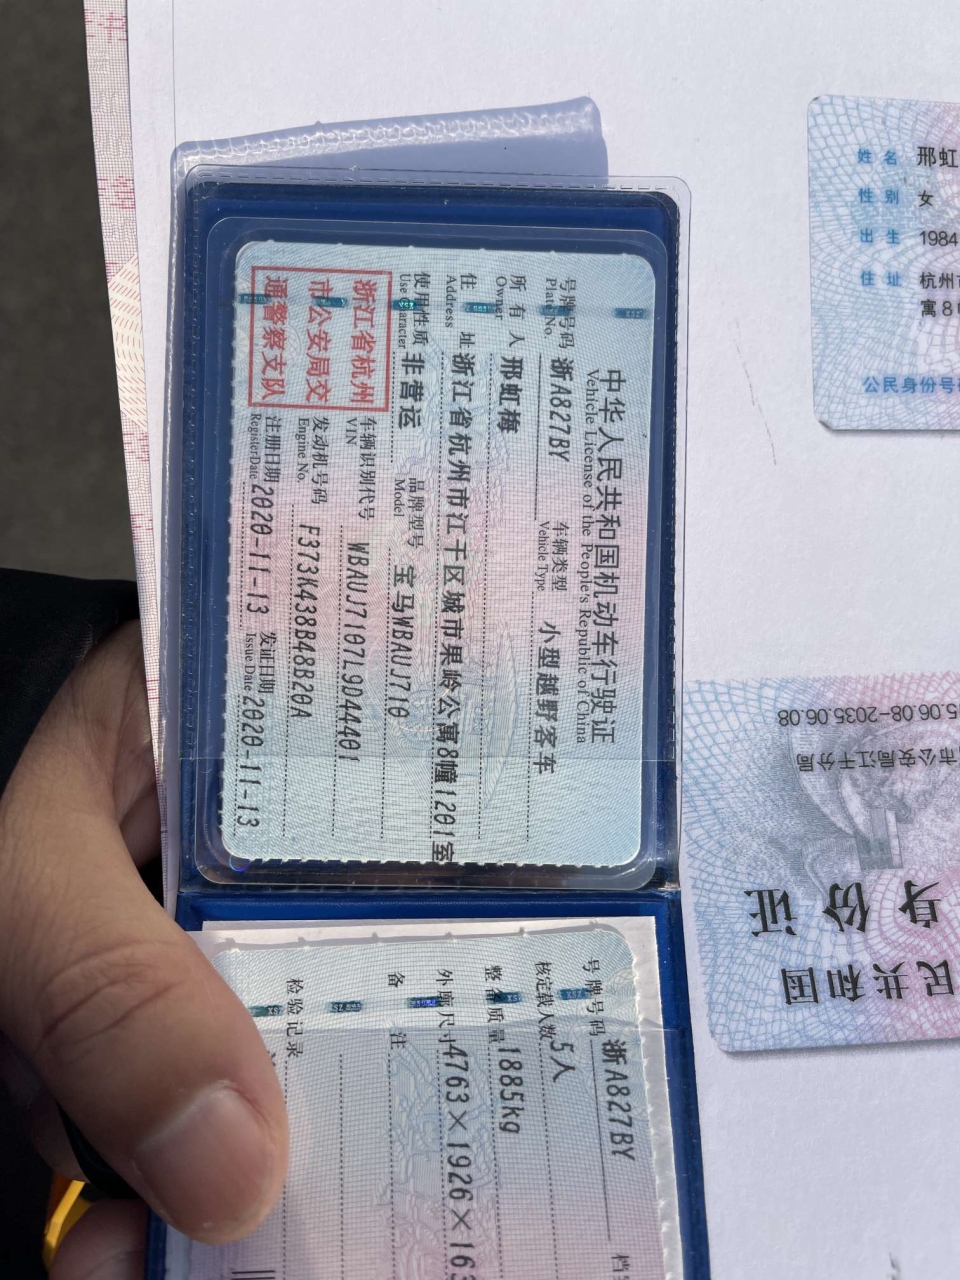 中华人民共和国机动车行驶证
Vehicle License of the People's Republic of China
号牌号码 浙A827BY 车辆类型 小型越野客车
Plate No. Vehicle Type
所有人 邢虹梅
Owner
住址 浙江省杭州市江干区城市果岭公寓8幢1201室
Address
使用性质 非营运 品牌型号 宝马WBAUJ710
Use Character Model
浙江省杭州
市公安局交
通警察支队
车辆识别代号 WBAUJ7107L9D44401
VIN
发动机号码 F373K438B48B20A
Engine No.
注册日期 2020-11-13 发证日期 2020-11-13
Register Date Issue Date
号牌号码 浙A827BY
核定载人数 5人
整备质量 1885kg
外廓尺寸 4763×1926×163
备注
检验记录
姓名 邢虹
性别 女
出生 1984
住址 杭州市
寓8
公民身份号码
民共和国
身份证
市公安局江干分局
5.06.08-2035.06.08